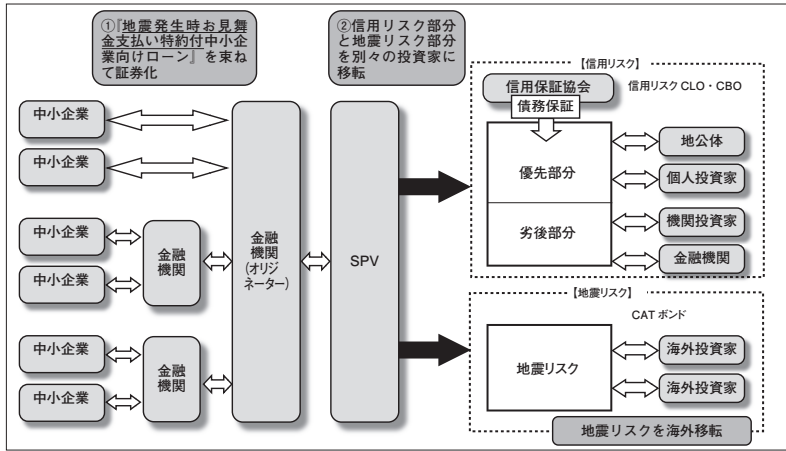 ①『地震発生時お見舞
金支払い特約付中小企
業向けローン』を束ね
て証券化
②信用リスク部分
と地震リスク部分
を別々の投資家に
移転
【信用リスク】
信用保証協会
信用リスク CLO・CBO
債務保証
中小企業
中小企業
中小企業
中小企業
中小企業
中小企業
金融
機関
金融
機関
金融
機関
(オリジ
ネーター)
SPV
優先部分
劣後部分
地公体
個人投資家
機関投資家
金融機関
【地震リスク】
CAT ボンド
地震リスク
海外投資家
海外投資家
地震リスクを海外移転